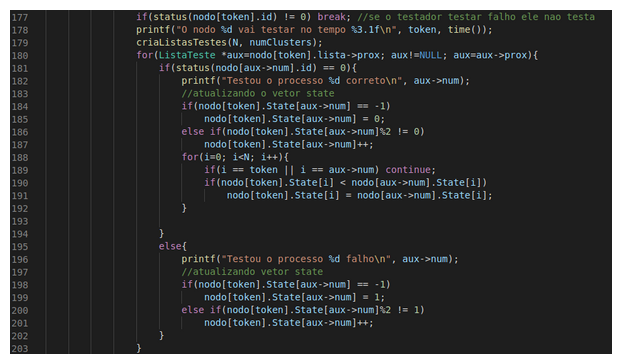 177 if(status(nodo[token].id) != 0) break; //se o testador testar falho ele nao testa
178 printf("O nodo %d vai testar no tempo %3.1f\n", token, time());
179 criaListasTestes(N, numClusters);
180 for(ListaTeste *aux=nodo[token].lista->prox; aux!=NULL; aux=aux->prox){
181 if(status(nodo[aux->num].id) == 0){
182 printf("Testou o processo %d correto\n", aux->num);
183 //atualizando o vetor state
184 if(nodo[token].State[aux->num] == -1)
185 nodo[token].State[aux->num] = 0;
186 else if(nodo[token].State[aux->num]%2 != 0)
187 nodo[token].State[aux->num]++;
188 for(i=0; i<N; i++){
189 if(i == token || i == aux->num) continue;
190 if(nodo[token].State[i] < nodo[aux->num].State[i])
191 nodo[token].State[i] = nodo[aux->num].State[i];
192 }
193
194 }
195 else{
196 printf("Testou o processo %d falho\n", aux->num);
197 //atualizando vetor state
198 if(nodo[token].State[aux->num] == -1)
199 nodo[token].State[aux->num] = 1;
200 else if(nodo[token].State[aux->num]%2 != 1)
201 nodo[token].State[aux->num]++;
202 }
203 }